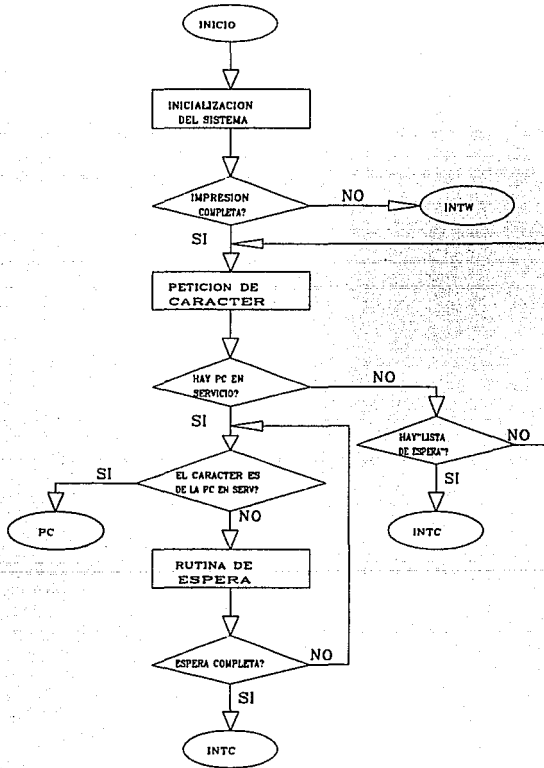 INICIO
INICIALIZACION
DEL SISTEMA
IMPRESION
COMPLETA?
NO
INTW
SI
PETICION DE
CARACTER
HAY PC EN
SERVICIO?
NO
SI
HAY"LISTA
DE ESPERA"?
NO
SI
EL CARACTER ES
DE LA PC EN SERV?
SI
PC
INTC
NO
RUTINA DE
ESPERA
ESPERA COMPLETA?
NO
SI
INTC